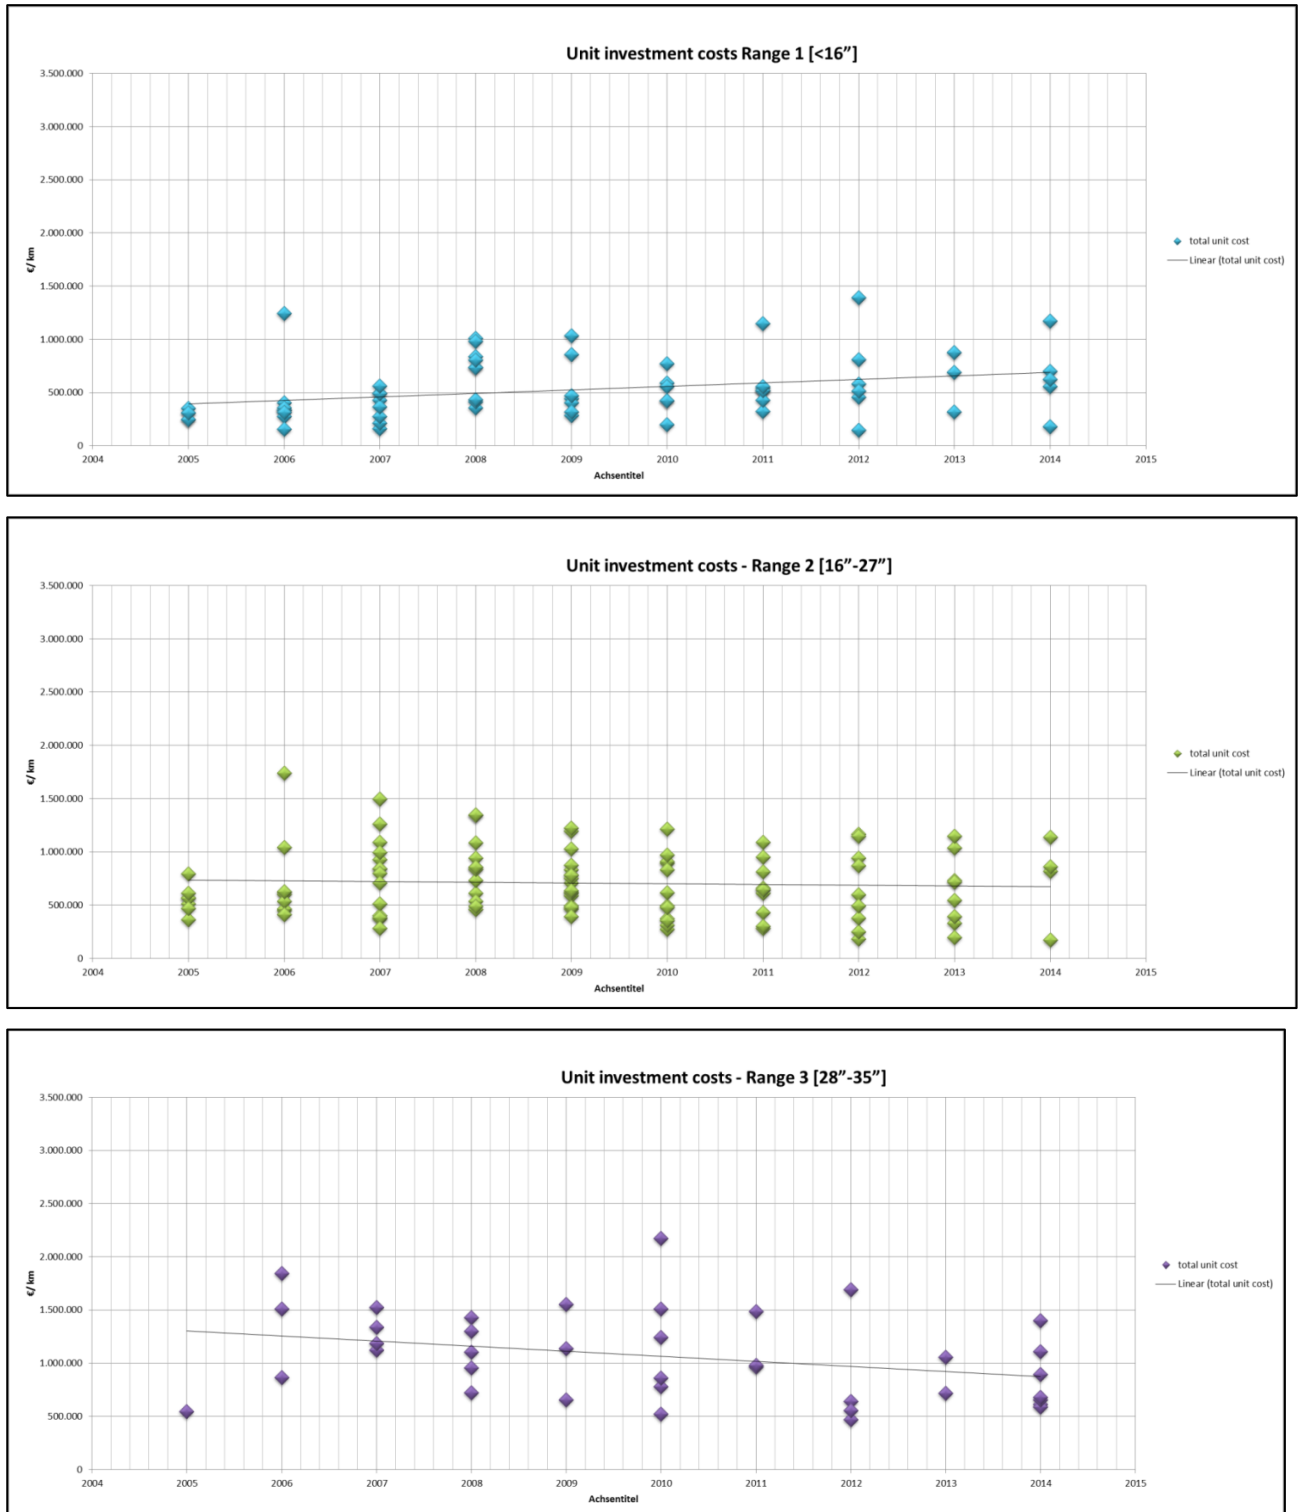 Unit investment costs Range 1 [<16”]
3.500.000
3.000.000
2.500.000
2.000.000
1.500.000
1.000.000
500.000
0
€/ km
2004 2005 2006 2007 2008 2009 2010 2011 2012 2013 2014 2015
Achsentitel
total unit cost
Linear (total unit cost)
Unit investment costs - Range 2 [16”-27”]
3.500.000
3.000.000
2.500.000
2.000.000
1.500.000
1.000.000
500.000
0
€/ km
2004 2005 2006 2007 2008 2009 2010 2011 2012 2013 2014 2015
Achsentitel
total unit cost
Linear (total unit cost)
Unit investment costs - Range 3 [28”-35”]
3.500.000
3.000.000
2.500.000
2.000.000
1.500.000
1.000.000
500.000
0
€/ km
2004 2005 2006 2007 2008 2009 2010 2011 2012 2013 2014 2015
Achsentitel
total unit cost
Linear (total unit cost)